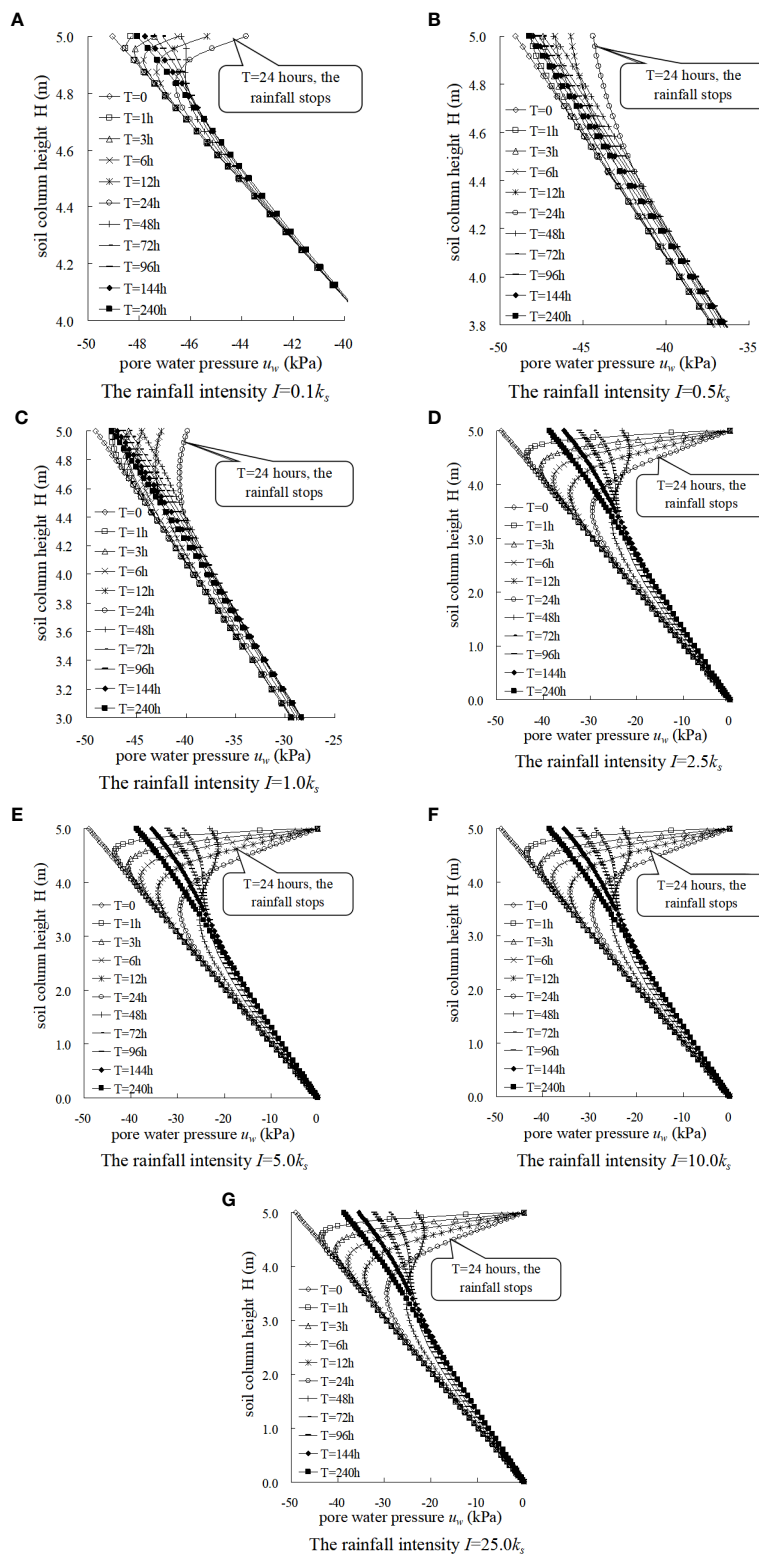 A
soil column height H (m)
5.0
4.8
4.6
4.4
4.2
4.0
T=24 hours, the
rainfall stops
T=0
T=1h
T=3h
T=6h
T=12h
T=24h
T=48h
T=72h
T=96h
T=144h
T=240h
-50 -48 -46 -44 -42 -40
pore water pressure uw (kPa)
The rainfall intensity I=0.1ks
B
soil column height H (m)
5.0
4.8
4.6
4.4
4.2
4.0
3.8
T=24 hours, the
rainfall stops
T=0
T=1h
T=3h
T=6h
T=12h
T=24h
T=48h
T=72h
T=96h
T=144h
T=240h
-50 -45 -40 -35
pore water pressure uw (kPa)
The rainfall intensity I=0.5ks
C
soil column height H (m)
5.0
4.8
4.6
4.4
4.2
4.0
3.8
3.6
3.4
3.2
3.0
T=24 hours, the
rainfall stops
T=0
T=1h
T=3h
T=6h
T=12h
T=24h
T=48h
T=72h
T=96h
T=144h
T=240h
-50 -45 -40 -35 -30 -25
pore water pressure uw (kPa)
The rainfall intensity I=1.0ks
D
soil column height H (m)
5.0
4.0
3.0
2.0
1.0
0.0
T=24 hours, the
rainfall stops
T=0
T=1h
T=3h
T=6h
T=12h
T=24h
T=48h
T=72h
T=96h
T=144h
T=240h
-50 -40 -30 -20 -10 0
pore water pressure uw (kPa)
The rainfall intensity I=2.5ks
E
soil column height H (m)
5.0
4.0
3.0
2.0
1.0
0.0
T=24 hours, the
rainfall stops
T=0
T=1h
T=3h
T=6h
T=12h
T=24h
T=48h
T=72h
T=96h
T=144h
T=240h
-50 -40 -30 -20 -10 0
pore water pressure uw (kPa)
The rainfall intensity I=5.0ks
F
soil column height H (m)
5.0
4.0
3.0
2.0
1.0
0.0
T=24 hours, the
rainfall stops
T=0
T=1h
T=3h
T=6h
T=12h
T=24h
T=48h
T=72h
T=96h
T=144h
T=240h
-50 -40 -30 -20 -10 0
pore water pressure uw (kPa)
The rainfall intensity I=10.0ks
G
soil column height H (m)
5.0
4.0
3.0
2.0
1.0
0.0
T=24 hours, the
rainfall stops
T=0
T=1h
T=3h
T=6h
T=12h
T=24h
T=48h
T=72h
T=96h
T=144h
T=240h
-50 -40 -30 -20 -10 0
pore water pressure uw (kPa)
The rainfall intensity I=25.0ks